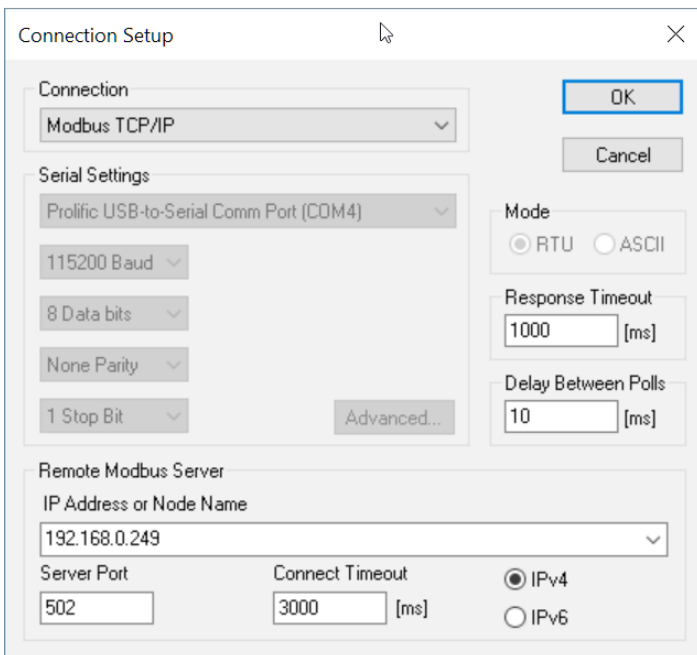 Connection Setup
Connection
OK
Modbus TCP/IP
Cancel
Serial Settings
Prolific USB-to-Serial Comm Port (COM4)
Mode
RTU
ASCII
115200 Baud
Response Timeout
8 Data bits
1000 [ms]
None Parity
Delay Between Polls
1 Stop Bit
Advanced...
10 [ms]
Remote Modbus Server
IP Address or Node Name
192.168.0.249
Server Port
Connect Timeout
IPv4
502
3000 [ms]
IPv6